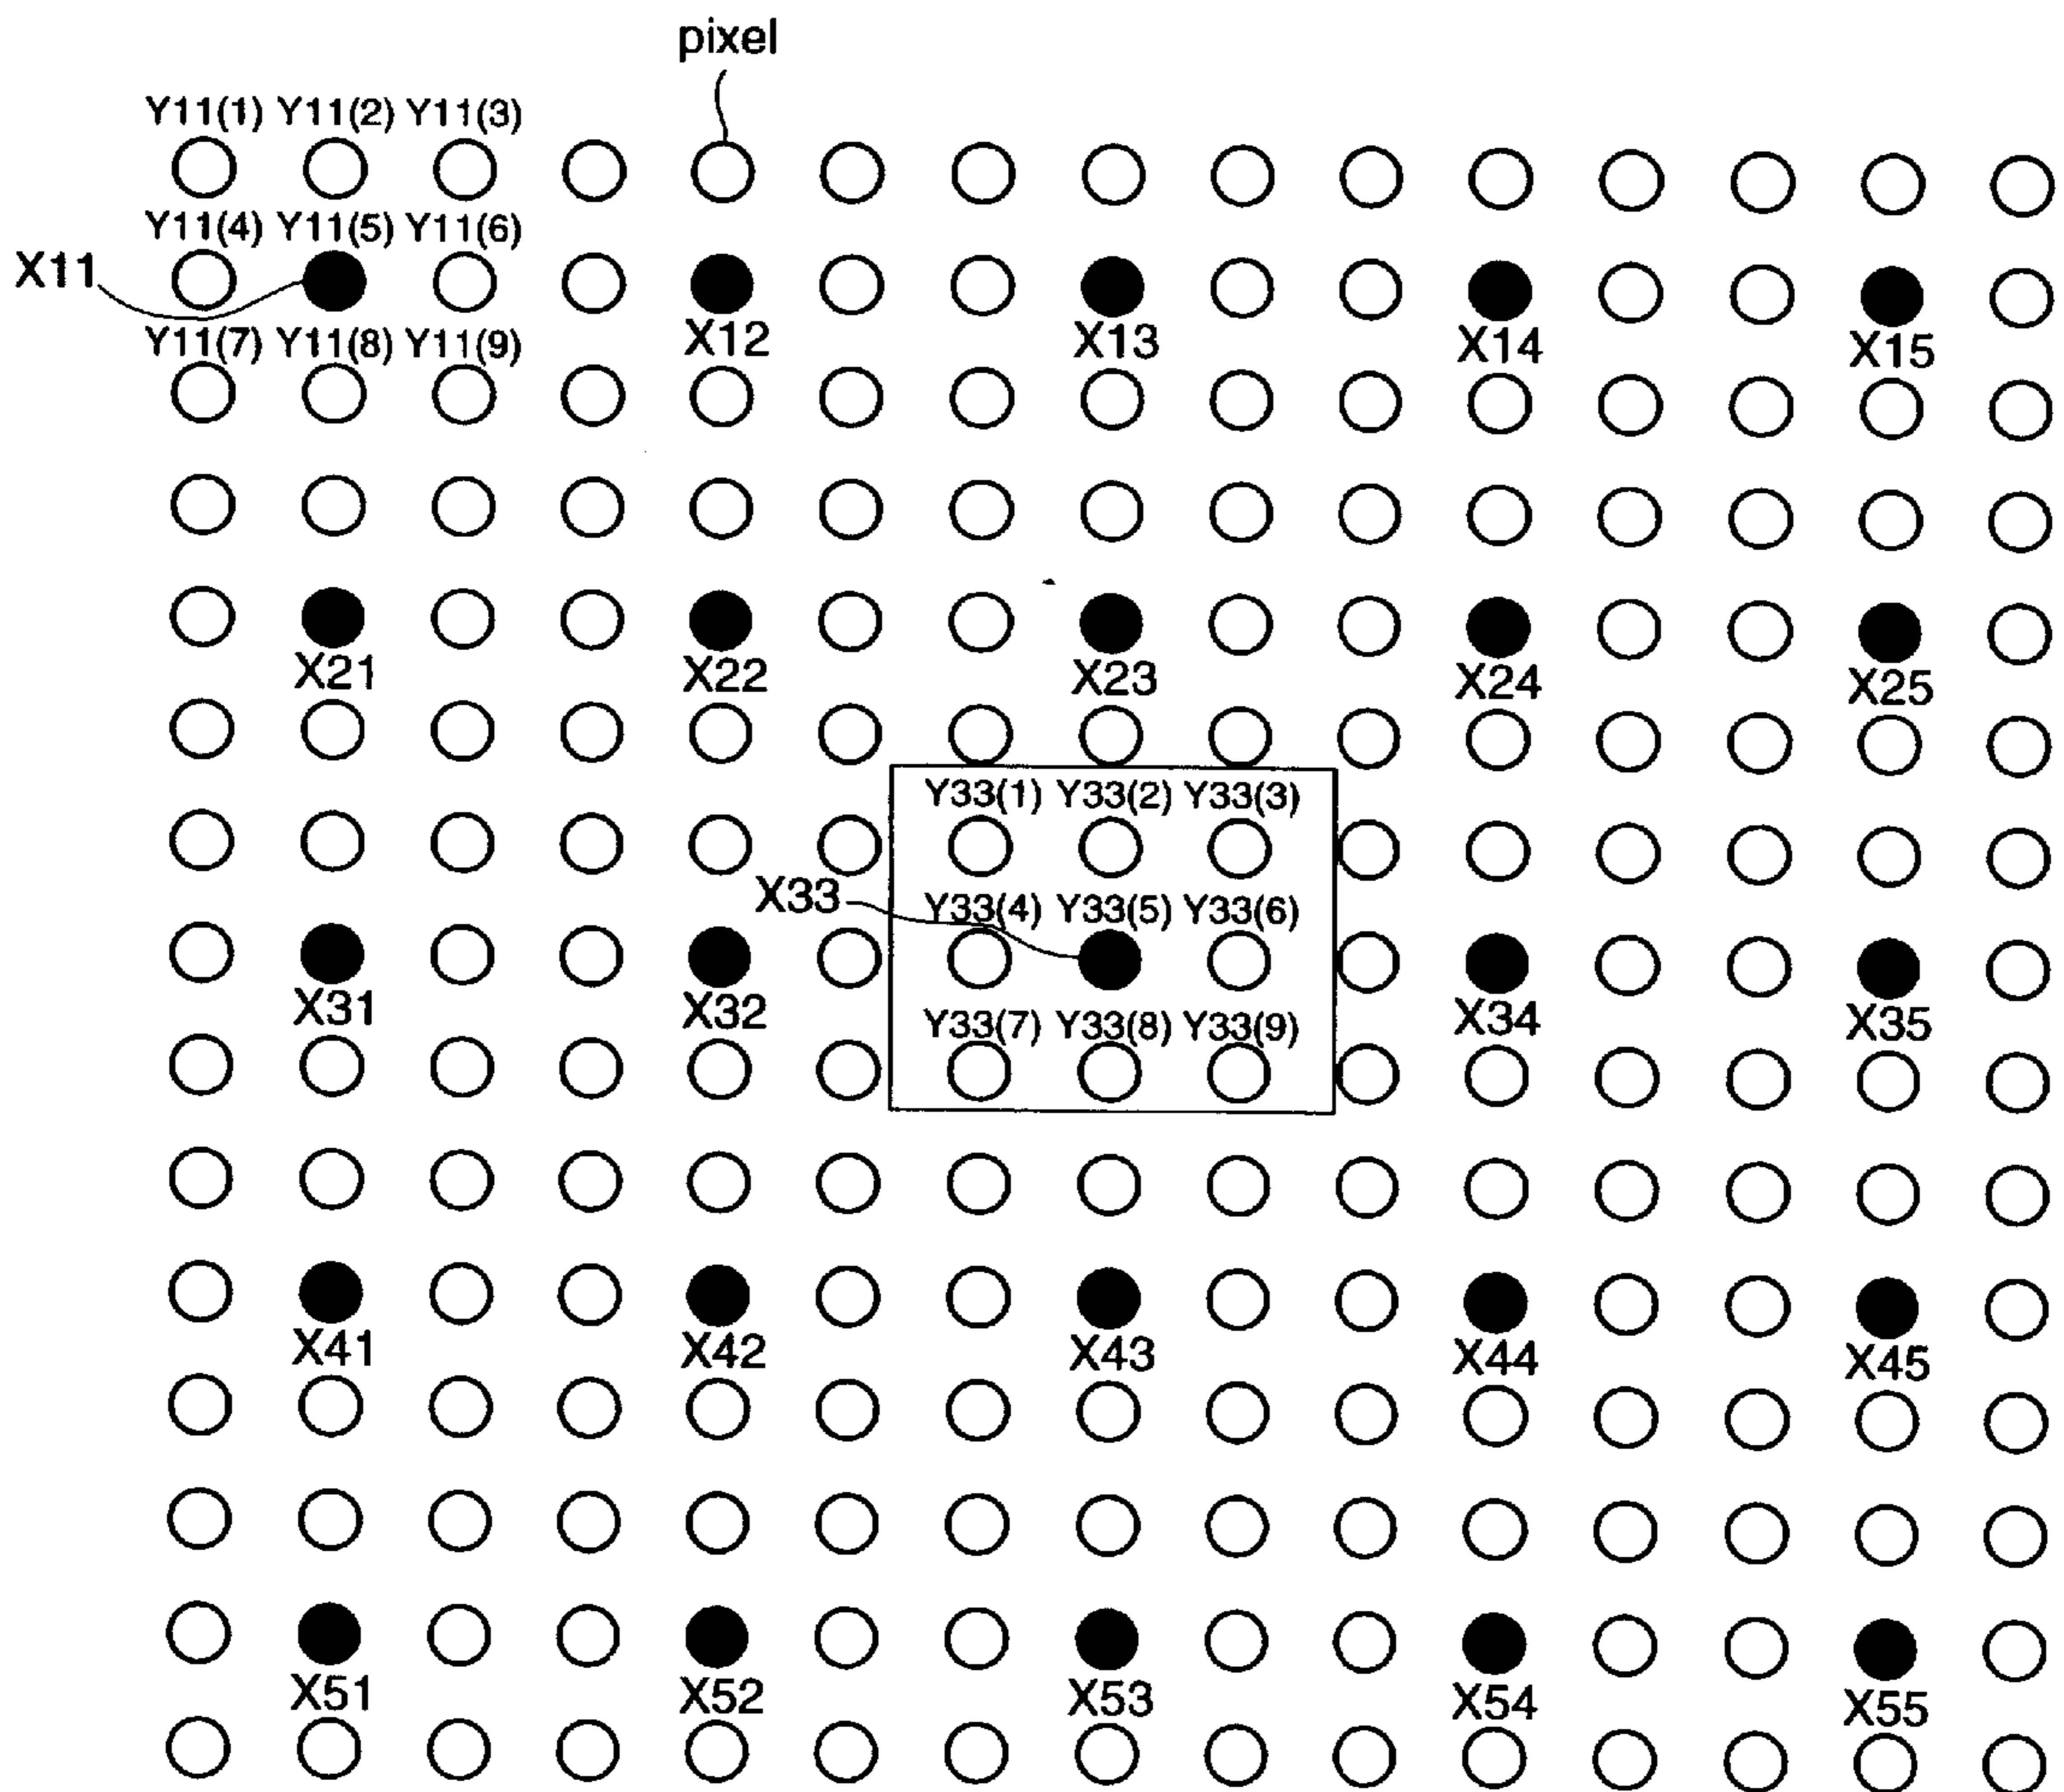 pixel
Y11(1) Y11(2) Y11(3)
Y11(4) Y11(5) Y11(6)
X11
Y11(7) Y11(8) Y11(9)
X12 X13 X14 X15
X21 X22 X23 X24 X25
Y33(1) Y33(2) Y33(3)
X33 Y33(4) Y33(5) Y33(6)
X31 X32 X34 X35
Y33(7) Y33(8) Y33(9)
X41 X42 X43 X44 X45
X51 X52 X53 X54 X55